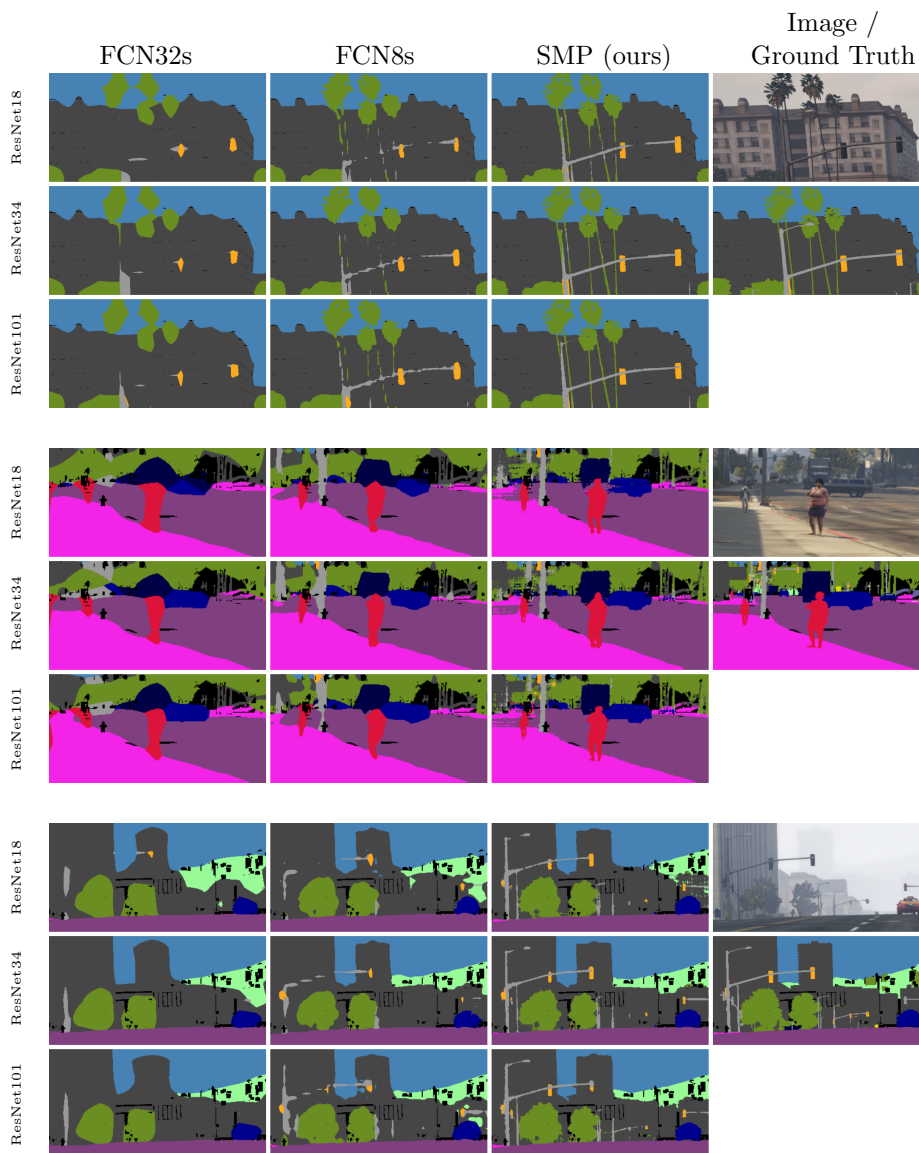 Image /
FCN32s FCN8s SMP (ours) Ground Truth
ResNet18
ResNet34
ResNet101
ResNet18
ResNet34
ResNet101
ResNet18
ResNet34
ResNet101